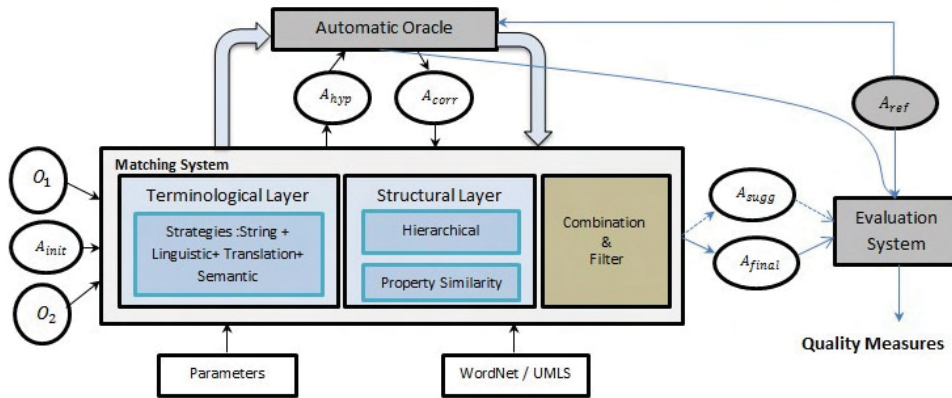 Automatic Oracle
A_hyp
A_corr
A_ref
Matching System
O_1
Terminological Layer
Structural Layer
A_sugg
Strategies :String +
Linguistic+ Translation+
Semantic
Hierarchical
Combination
&
Filter
Evaluation
System
A_init
A_final
Property Similarity
O_2
Quality Measures
Parameters
WordNet / UMLS